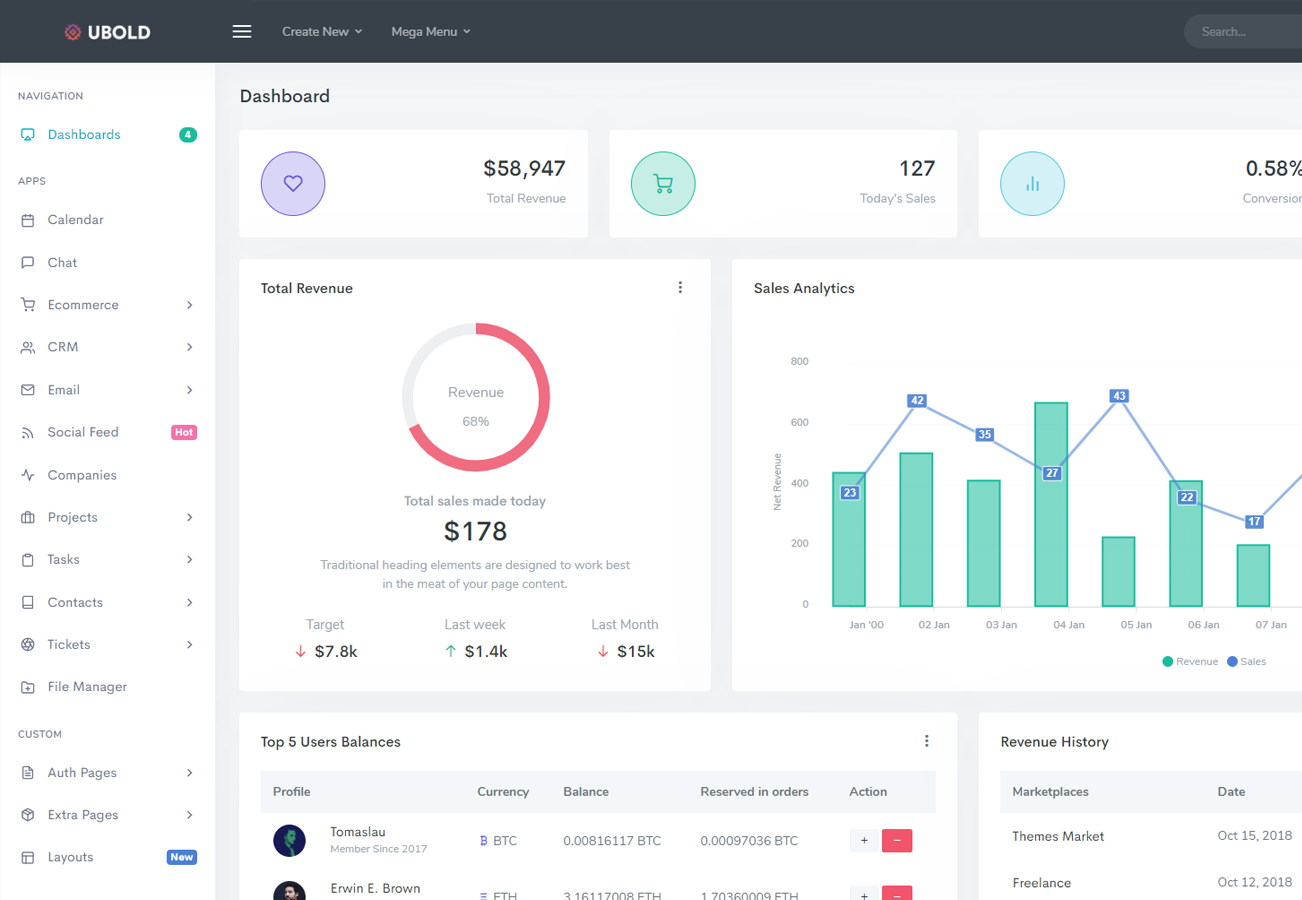 UBOLD
Create New
Mega Menu
Search...
NAVIGATION
Dashboards
4
APPS
Calendar
Chat
Ecommerce
CRM
Email
Social Feed
Hot
Companies
Projects
Tasks
Contacts
Tickets
File Manager
CUSTOM
Auth Pages
Extra Pages
Layouts
New
Dashboard
$58,947
Total Revenue
127
Today's Sales
0.58%
Conversion
Total Revenue
Revenue
68%
Total sales made today
$178
Traditional heading elements are designed to work best
in the meat of your page content.
Target
Last week
Last Month
$7.8k
$1.4k
$15k
Sales Analytics
Net Revenue
800
600
400
200
0
23
42
35
27
43
22
17
Jan '00
02 Jan
03 Jan
04 Jan
05 Jan
06 Jan
07 Jan
Revenue
Sales
Top 5 Users Balances
Profile
Currency
Balance
Reserved in orders
Action
Tomaslau
Member Since 2017
BTC
0.00816117 BTC
0.00097036 BTC
+
−
Erwin E. Brown
ETH
3.16117008 ETH
1.70360009 ETH
+
−
Revenue History
Marketplaces
Date
Themes Market
Oct 15, 2018
Freelance
Oct 12, 2018